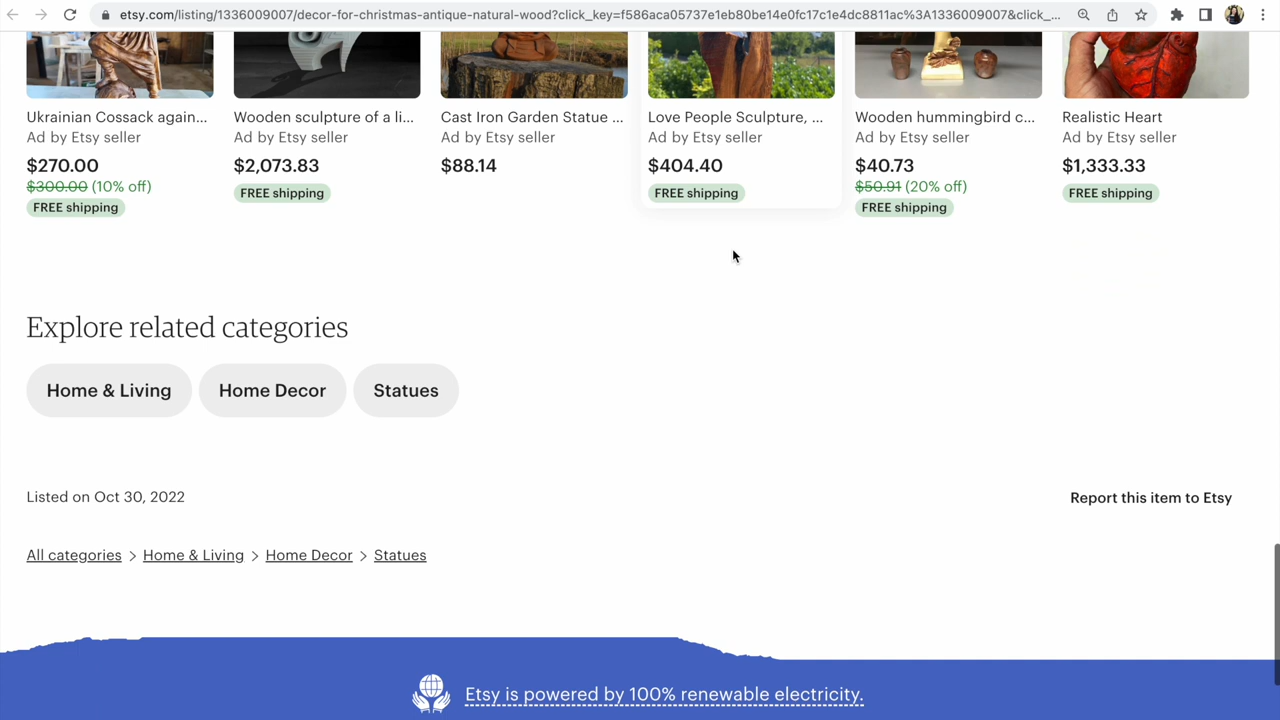 etsy.com/listing/1336009007/decor-for-christmas-antique-natural-wood?click_key=f586aca05737e1eb80be14e0fc17c1e4dc8811ac%3A1336009007&click_...
Ukrainian Cossack again...
Ad by Etsy seller
$270.00
$300.00 (10% off)
FREE shipping
Wooden sculpture of a li...
Ad by Etsy seller
$2,073.83
FREE shipping
Cast Iron Garden Statue ...
Ad by Etsy seller
$88.14
Love People Sculpture, ...
Ad by Etsy seller
$404.40
FREE shipping
Wooden hummingbird c...
Ad by Etsy seller
$40.73
$50.91 (20% off)
FREE shipping
Realistic Heart
Ad by Etsy seller
$1,333.33
FREE shipping
Explore related categories
Home & Living
Home Decor
Statues
Listed on Oct 30, 2022
Report this item to Etsy
All categories > Home & Living > Home Decor > Statues
Etsy is powered by 100% renewable electricity.